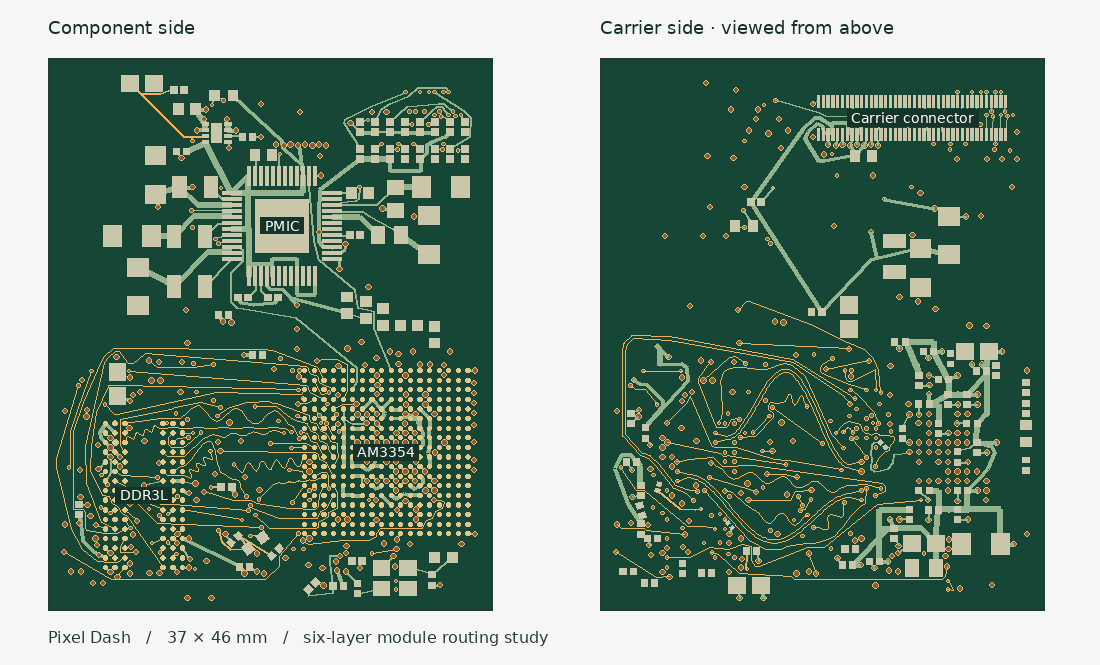 Component side
Carrier side · viewed from above
Carrier connector
PMIC
AM3354
DDR3L
Pixel Dash / 37 × 46 mm / six-layer module routing study